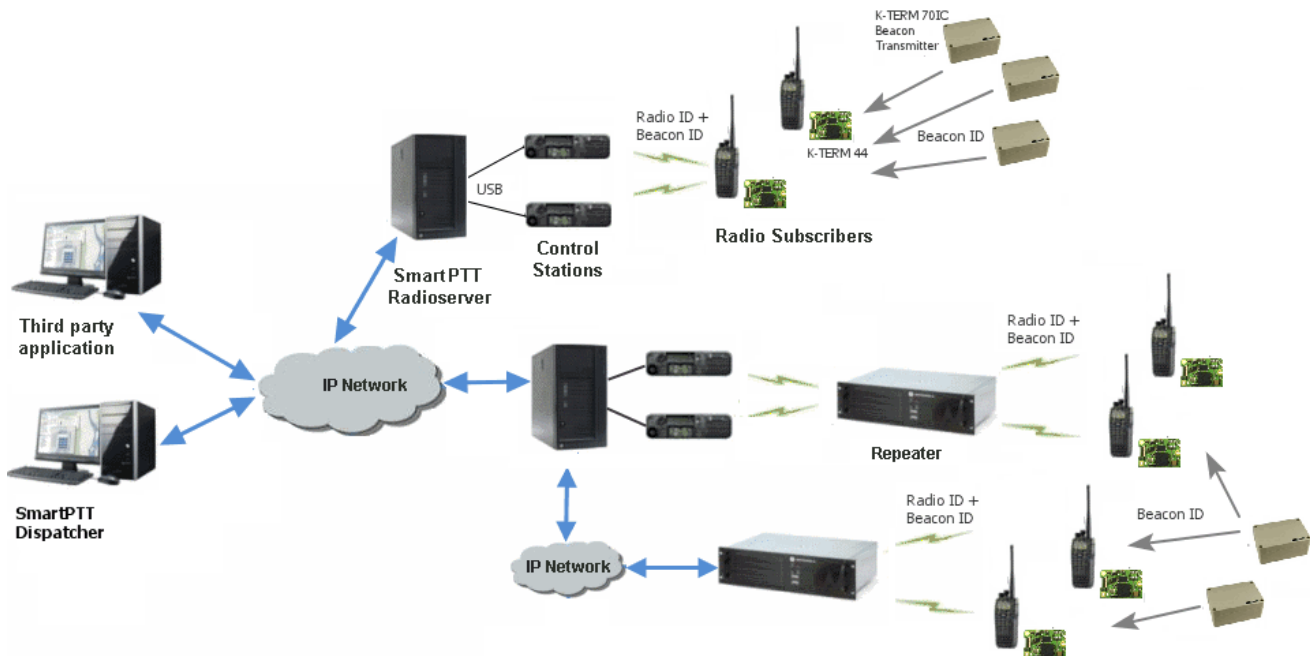 K-TERM 70IC
Beacon
Transmitter
Radio ID +
Beacon ID
Beacon ID
K-TERM 44
USB
Radio Subscribers
Control
Stations
SmartPTT
Radioserver
Third party
application
IP Network
Radio ID +
Beacon ID
Repeater
SmartPTT
Dispatcher
Radio ID +
Beacon ID
Beacon ID
IP Network